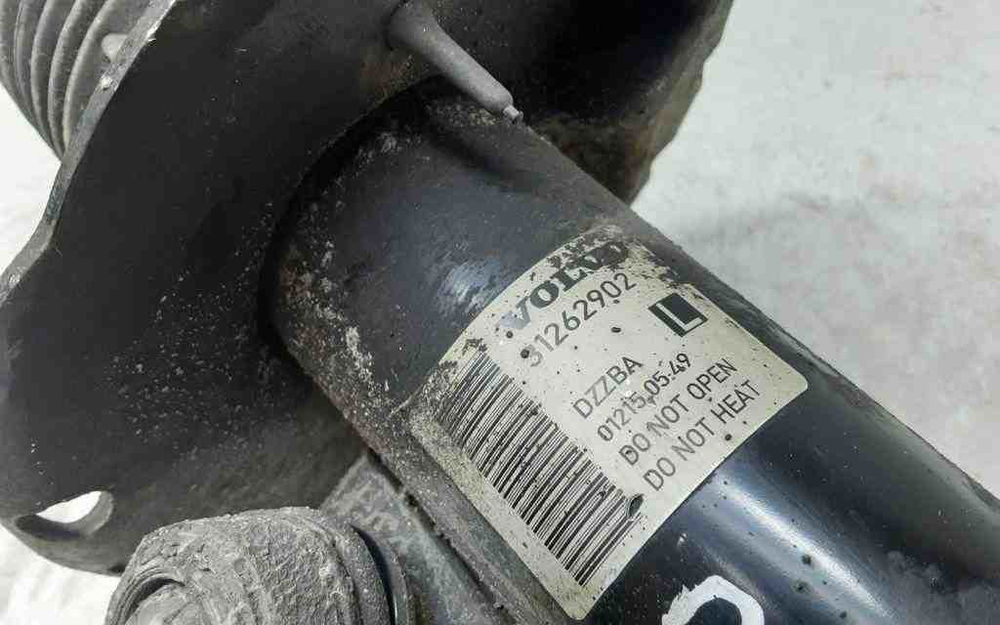 VOLVO
31262902
L
DZZBA
01215,05:49
DO NOT OPEN
DO NOT HEAT